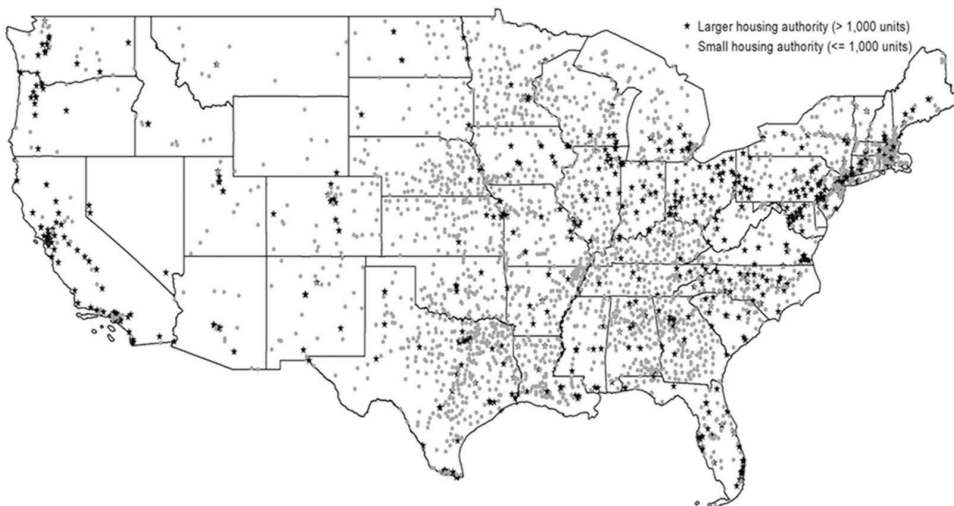 Larger housing authority (> 1,000 units)
Small housing authority (<= 1,000 units)